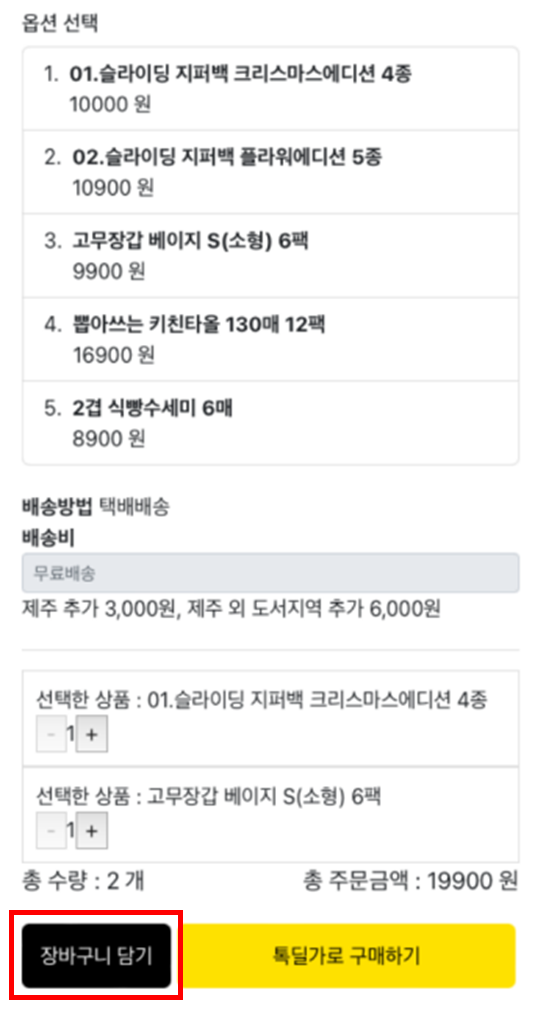 옵션 선택
1. 01.슬라이딩 지퍼백 크리스마스에디션 4종
10000 원
2. 02.슬라이딩 지퍼백 플라워에디션 5종
10900 원
3. 고무장갑 베이지 S(소형) 6팩
9900 원
4. 뽑아쓰는 키친타올 130매 12팩
16900 원
5. 2겹 식빵수세미 6매
8900 원
배송방법 택배배송
배송비
무료배송
제주 추가 3,000원, 제주 외 도서지역 추가 6,000원
선택한 상품 : 01.슬라이딩 지퍼백 크리스마스에디션 4종
- 1 +
선택한 상품 : 고무장갑 베이지 S(소형) 6팩
- 1 +
총 수량 : 2 개 총 주문금액 : 19900 원
장바구니 담기 톡딜가로 구매하기